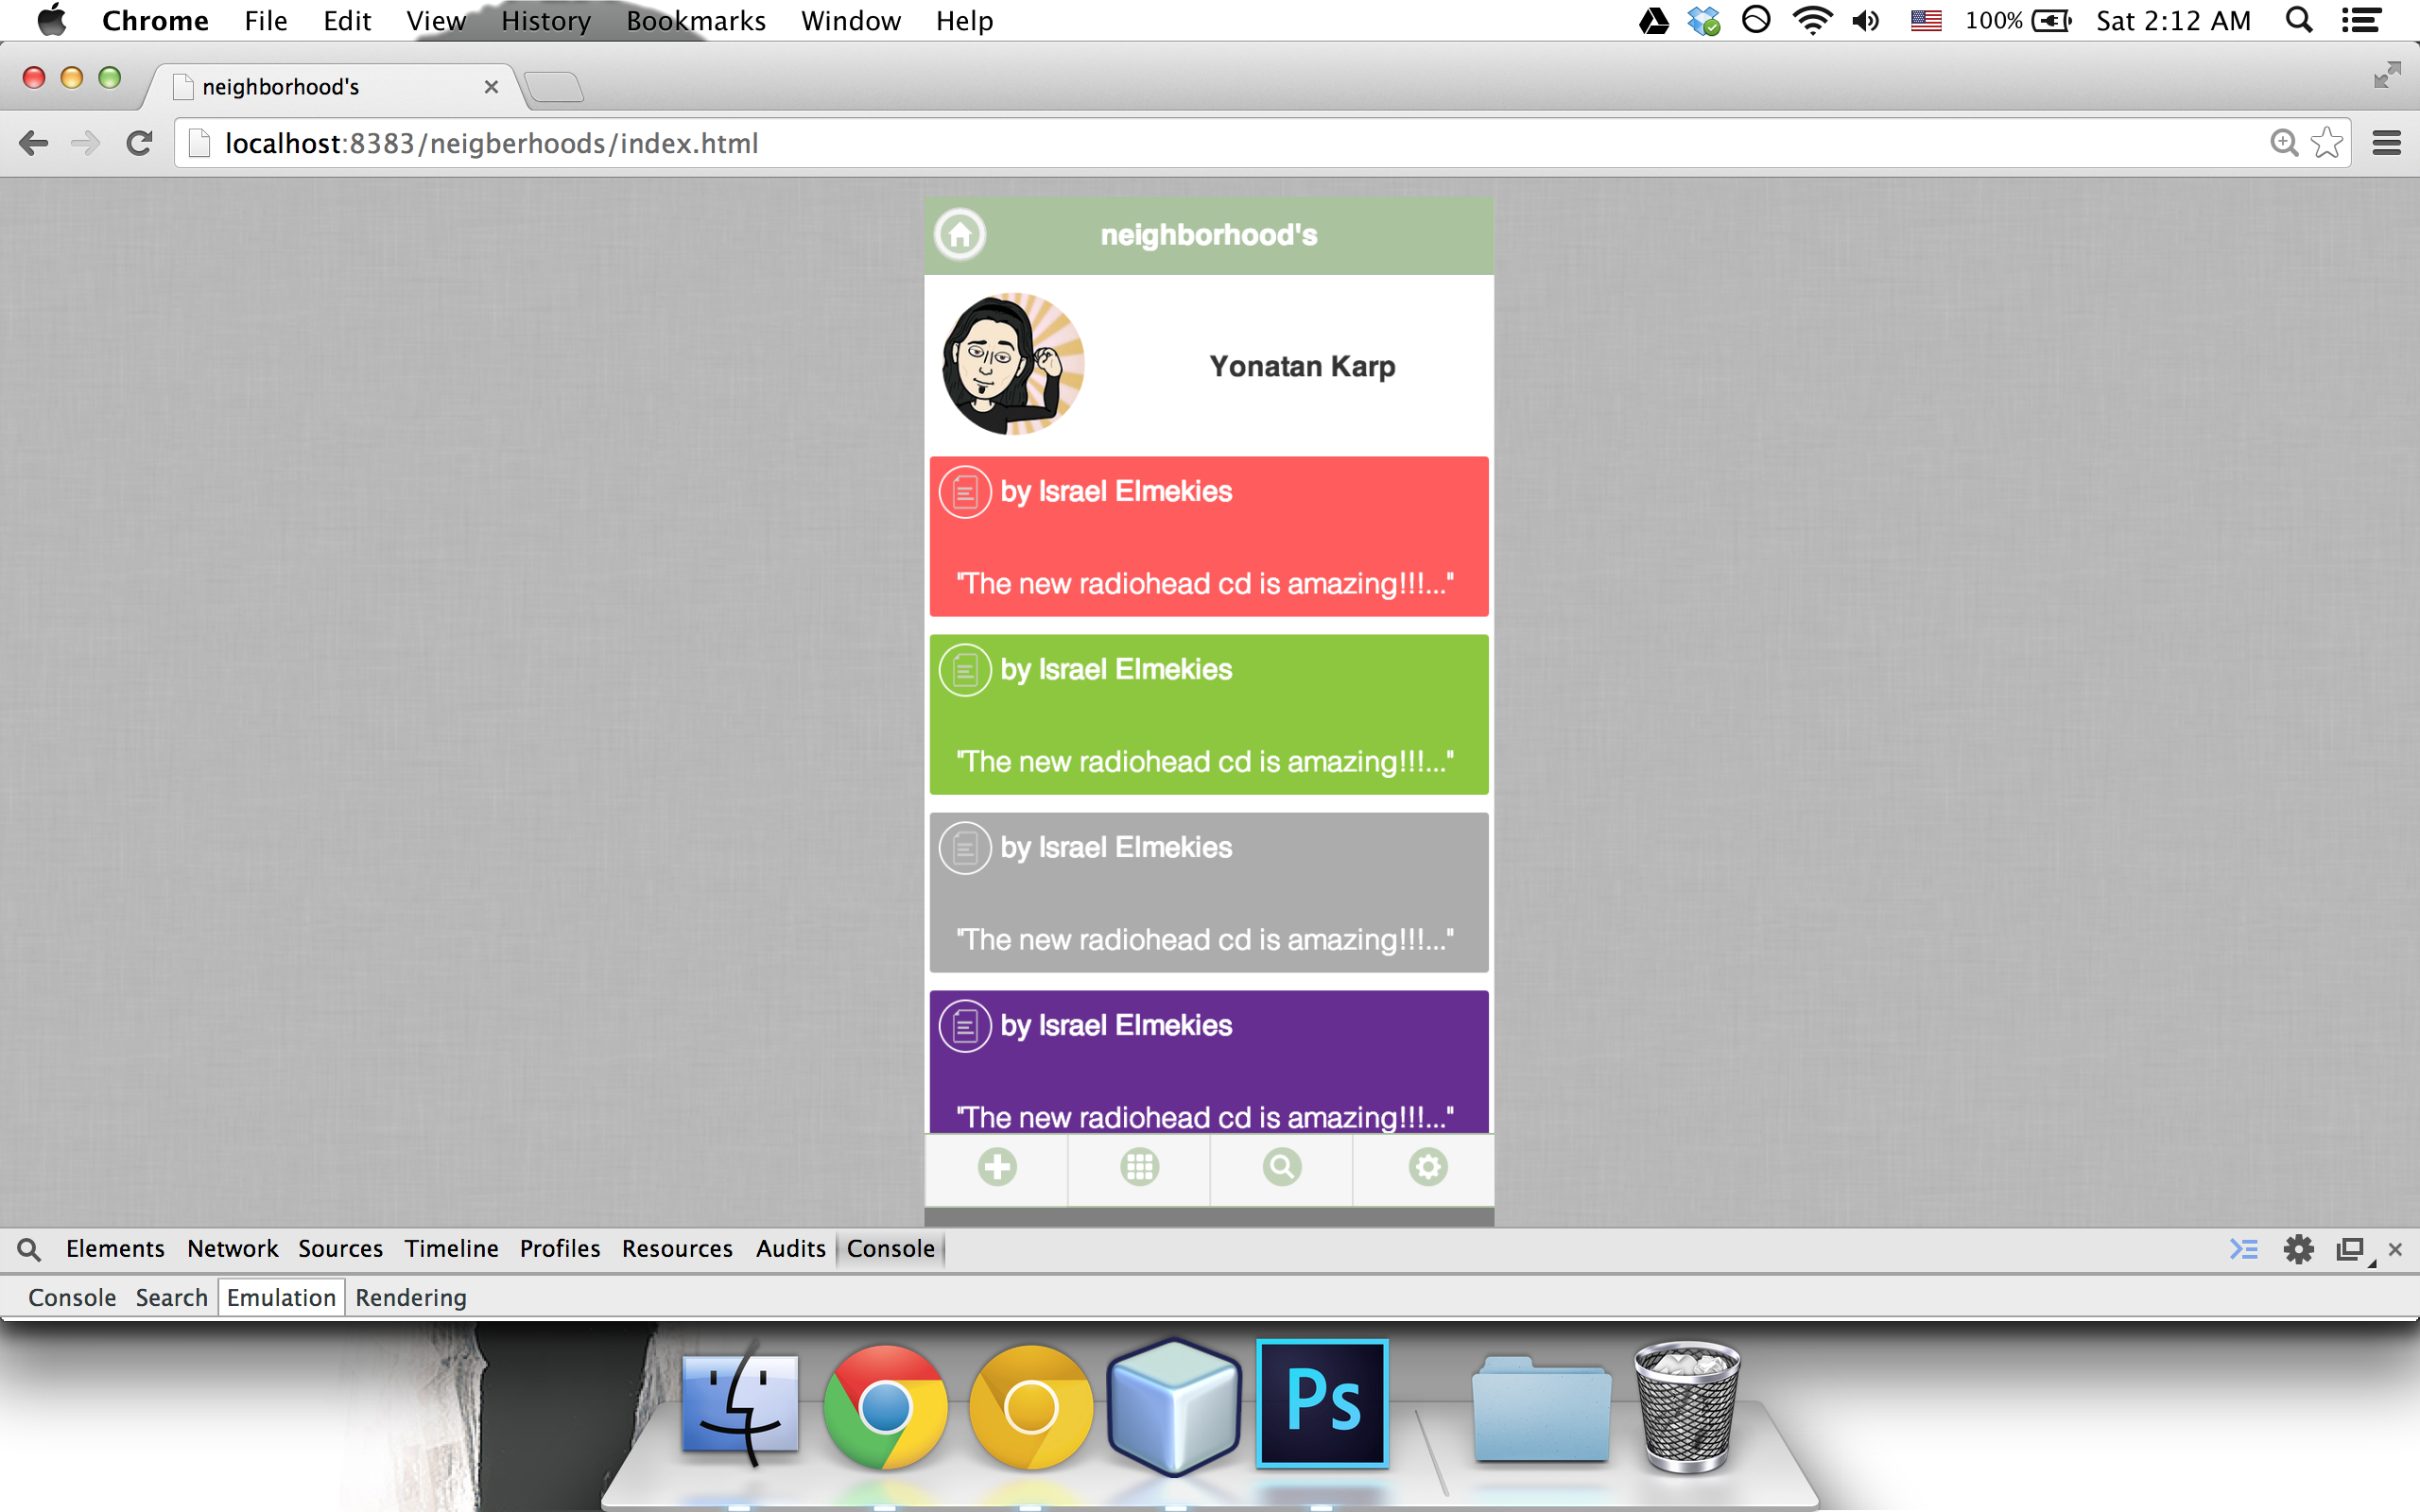 Chrome File Edit View History Bookmarks Window Help 100% Sat 2:12 AM
neighborhood's
localhost:8383/neigberhoods/index.html
neighborhood's
Yonatan Karp
by Israel Elmekies
"The new radiohead cd is amazing!!!..."
by Israel Elmekies
"The new radiohead cd is amazing!!!..."
by Israel Elmekies
"The new radiohead cd is amazing!!!..."
by Israel Elmekies
"The new radiohead cd is amazing!!!..."
Elements Network Sources Timeline Profiles Resources Audits Console
Console Search Emulation Rendering
Ps